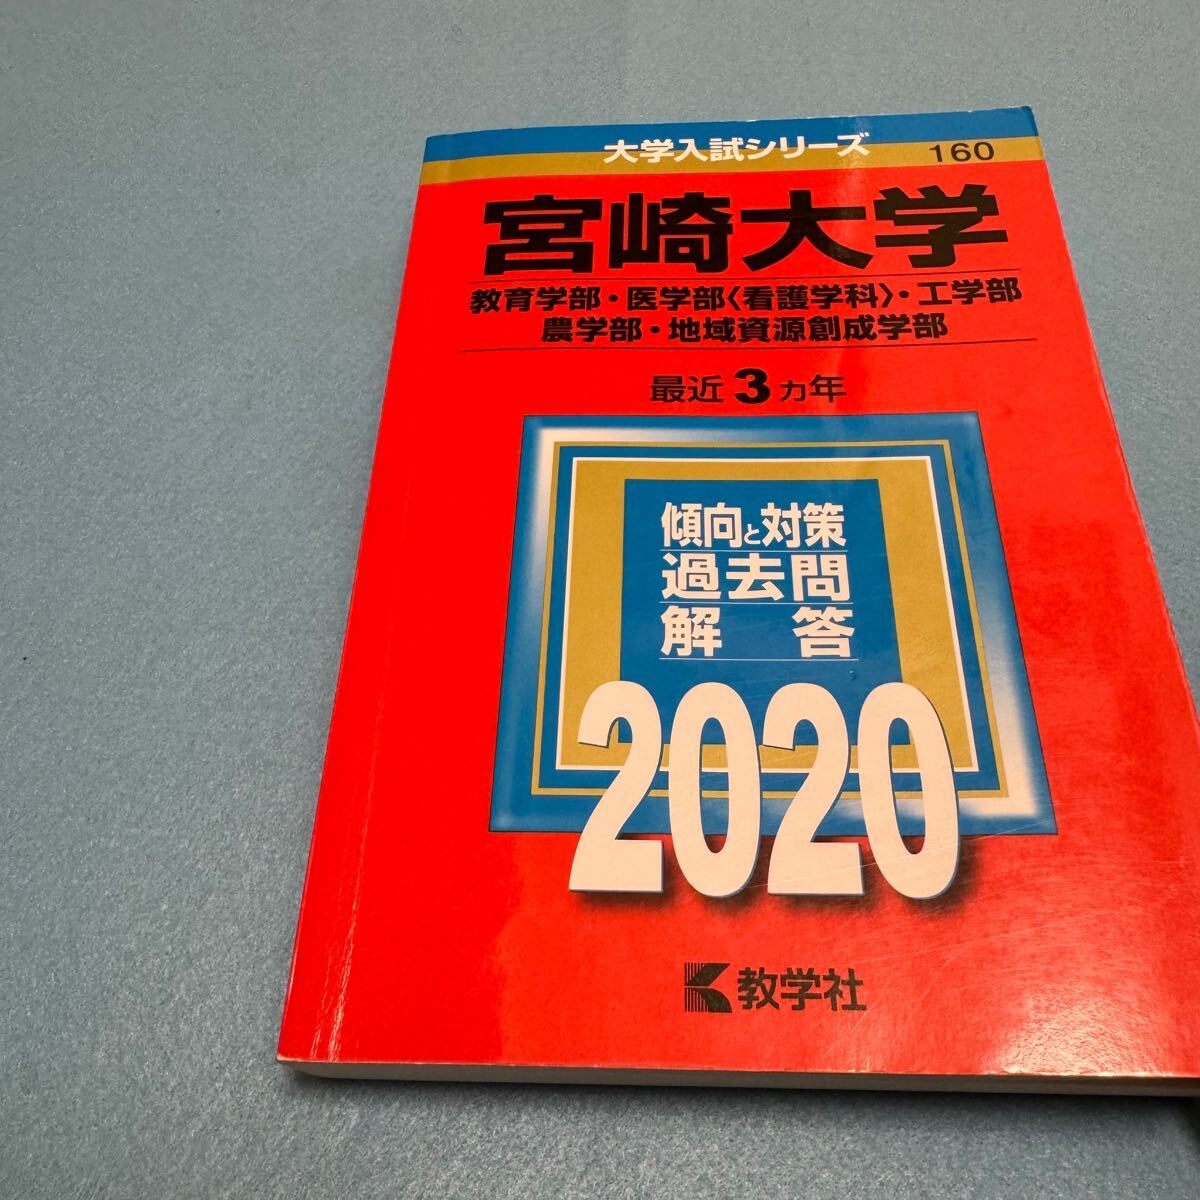 大学入試シリーズ 160
宮崎大学
教育学部・医学部〈看護学科〉・工学部
農学部・地域資源創成学部
最近3カ年
傾向と対策
過去問
解答
2020
教学社